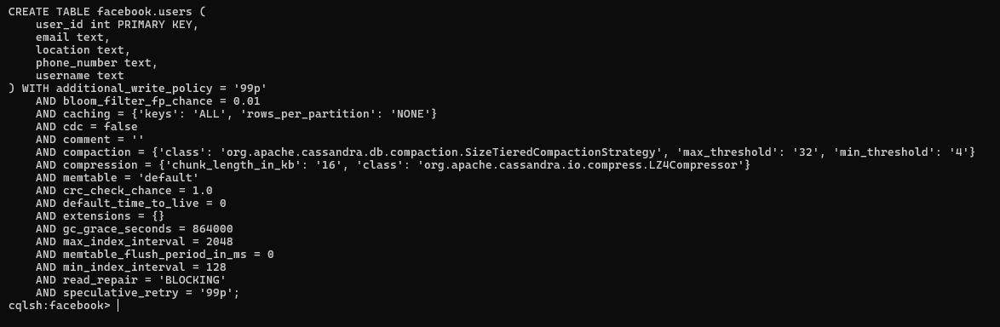 CREATE TABLE facebook.users (
    user_id int PRIMARY KEY,
    email text,
    location text,
    phone_number text,
    username text
) WITH additional_write_policy = '99p'
    AND bloom_filter_fp_chance = 0.01
    AND caching = {'keys': 'ALL', 'rows_per_partition': 'NONE'}
    AND cdc = false
    AND comment = ''
    AND compaction = {'class': 'org.apache.cassandra.db.compaction.SizeTieredCompactionStrategy', 'max_threshold': '32', 'min_threshold': '4'}
    AND compression = {'chunk_length_in_kb': '16', 'class': 'org.apache.cassandra.io.compress.LZ4Compressor'}
    AND memtable = 'default'
    AND crc_check_chance = 1.0
    AND default_time_to_live = 0
    AND extensions = {}
    AND gc_grace_seconds = 864000
    AND max_index_interval = 2048
    AND memtable_flush_period_in_ms = 0
    AND min_index_interval = 128
    AND read_repair = 'BLOCKING'
    AND speculative_retry = '99p';
cqlsh:facebook>